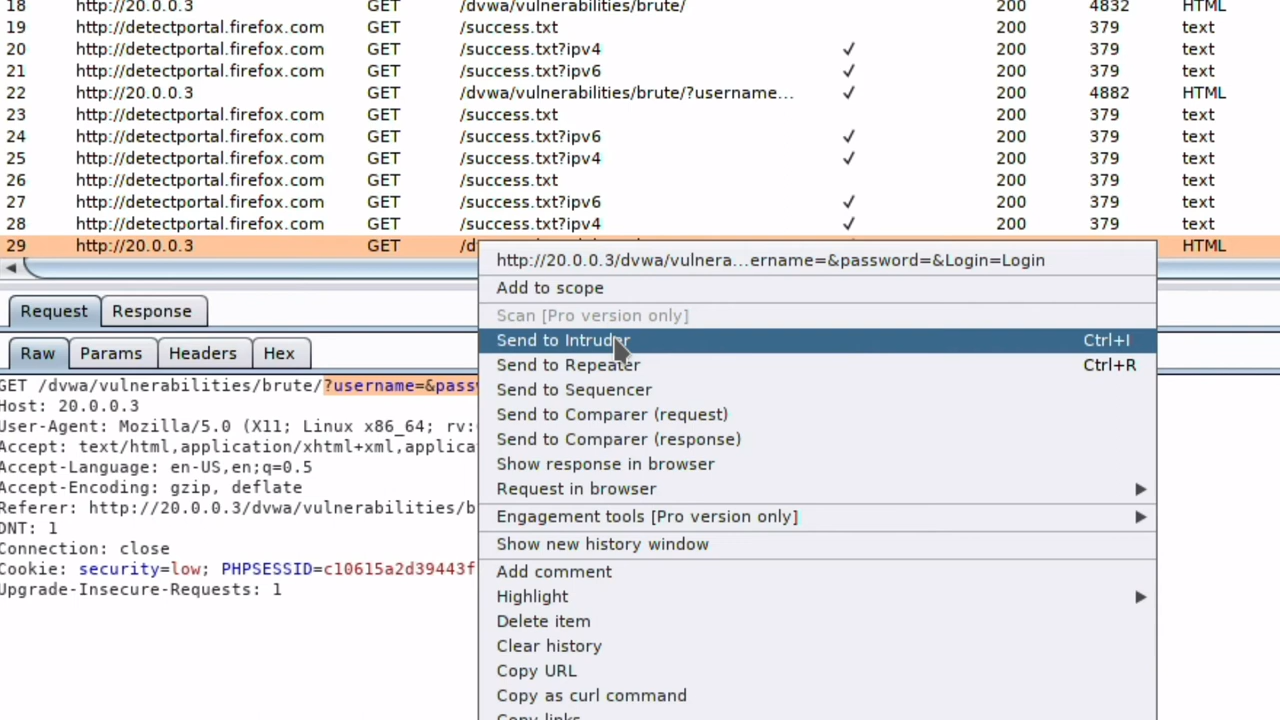 18 http://20.0.0.3 GET /dvwa/vulnerabilities/brute/ 200 4832 HTML
19 http://detectportal.firefox.com GET /success.txt 200 379 text
20 http://detectportal.firefox.com GET /success.txt?ipv4 ✓ 200 379 text
21 http://detectportal.firefox.com GET /success.txt?ipv6 ✓ 200 379 text
22 http://20.0.0.3 GET /dvwa/vulnerabilities/brute/?username... ✓ 200 4882 HTML
23 http://detectportal.firefox.com GET /success.txt 200 379 text
24 http://detectportal.firefox.com GET /success.txt?ipv6 ✓ 200 379 text
25 http://detectportal.firefox.com GET /success.txt?ipv4 ✓ 200 379 text
26 http://detectportal.firefox.com GET /success.txt 200 379 text
27 http://detectportal.firefox.com GET /success.txt?ipv6 ✓ 200 379 text
28 http://detectportal.firefox.com GET /success.txt?ipv4 ✓ 200 379 text
29 http://20.0.0.3 GET /d HTML
http://20.0.0.3/dvwa/vulnera...ername=&password=&Login=Login
Add to scope
Scan [Pro version only]
Send to Intruder Ctrl+I
Send to Repeater Ctrl+R
Send to Sequencer
Send to Comparer (request)
Send to Comparer (response)
Show response in browser
Request in browser
Engagement tools [Pro version only]
Show new history window
Add comment
Highlight
Delete item
Clear history
Copy URL
Copy as curl command
Copy links
Request Response
Raw Params Headers Hex
GET /dvwa/vulnerabilities/brute/?username=&passw
Host: 20.0.0.3
User-Agent: Mozilla/5.0 (X11; Linux x86_64; rv:
Accept: text/html,application/xhtml+xml,applica
Accept-Language: en-US,en;q=0.5
Accept-Encoding: gzip, deflate
Referer: http://20.0.0.3/dvwa/vulnerabilities/b
DNT: 1
Connection: close
Cookie: security=low; PHPSESSID=c10615a2d39443f
Upgrade-Insecure-Requests: 1